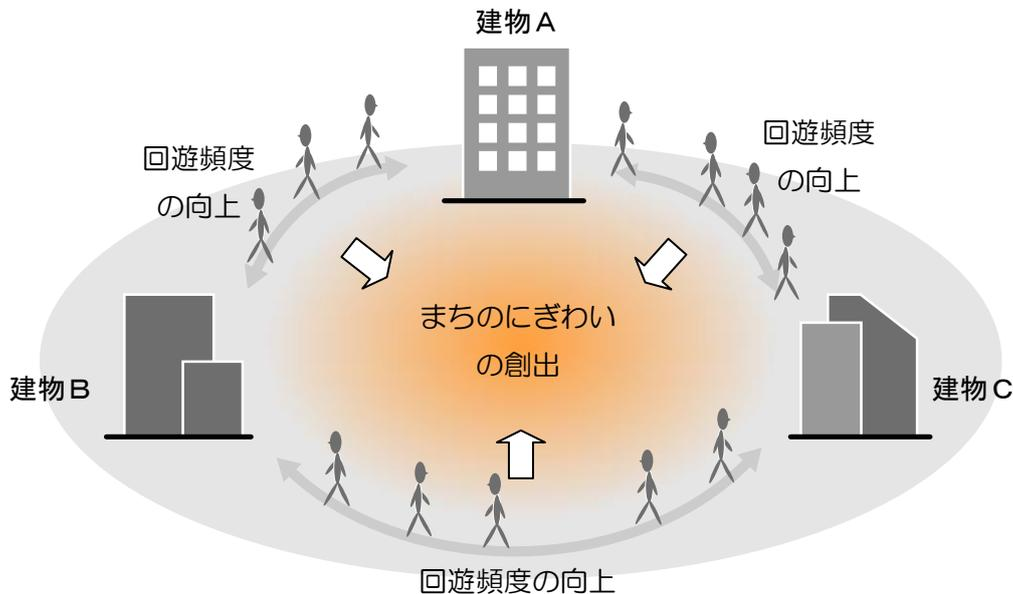 建物A
回遊頻度
の向上
回遊頻度
の向上
まちのにぎわい
の創出
建物B
建物C
回遊頻度の向上